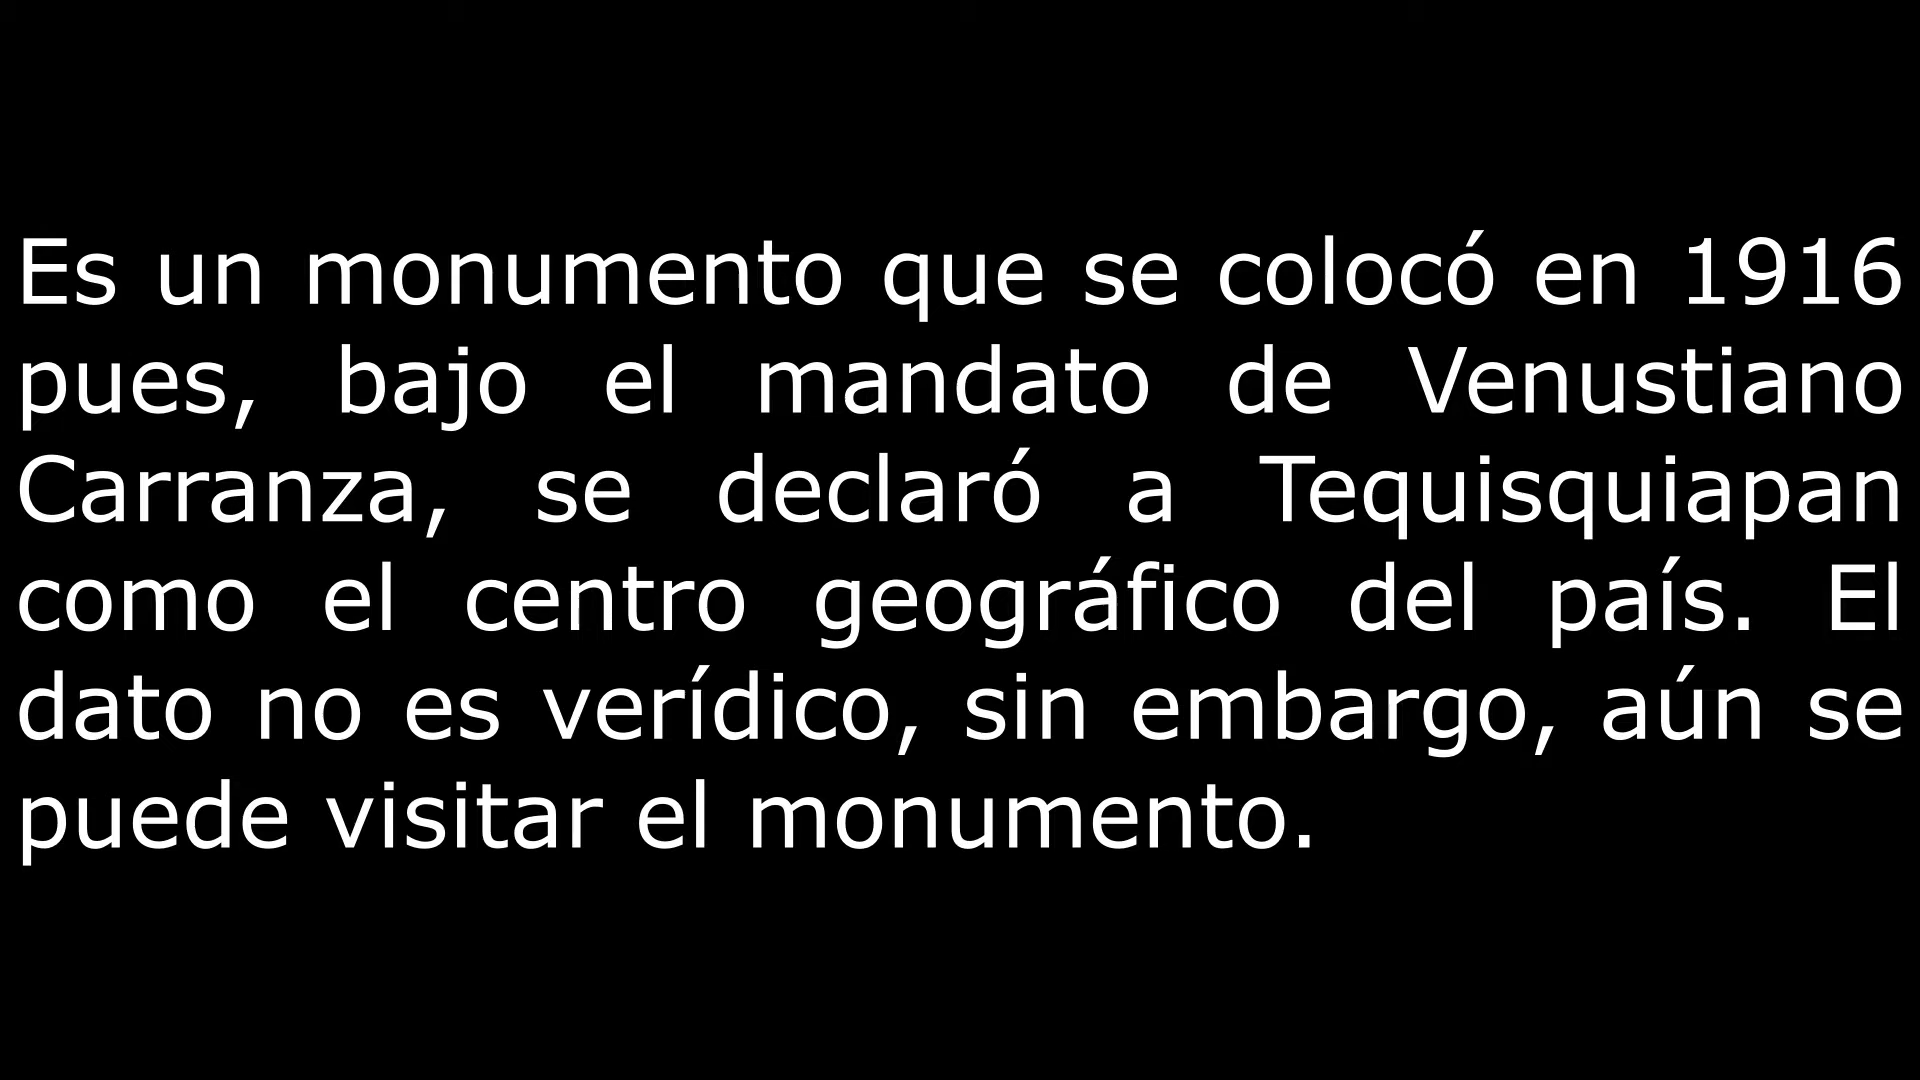 Es un monumento que se colocó en 1916
pues, bajo el mandato de Venustiano
Carranza, se declaró a Tequisquiapan
como el centro geográfico del país. El
dato no es verídico, sin embargo, aún se
puede visitar el monumento.